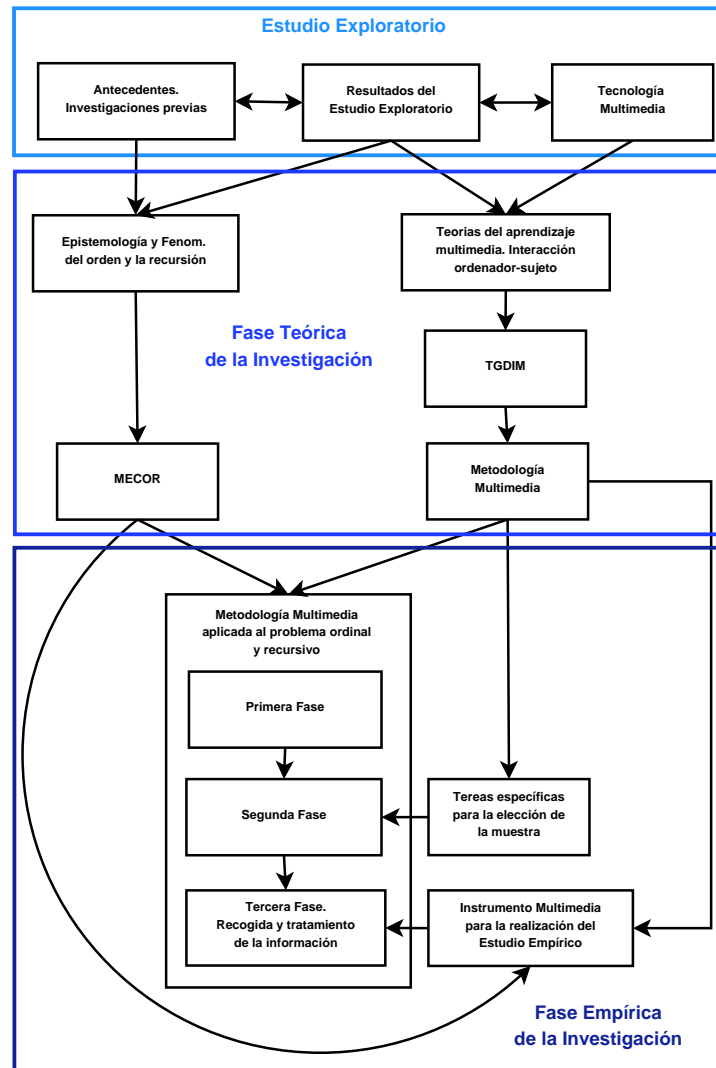 Estudio Exploratorio
Antecedentes.
Investigaciones previas
Resultados del
Estudio Exploratorio
Tecnología
Multimedia
Epistemología y Fenom.
del orden y la recursión
Teorias del aprendizaje
multimedia. Interacción
ordenador-sujeto
Fase Teórica
de la Investigación
TGDIM
MECOR
Metodología
Multimedia
Metodología Multimedia
aplicada al problema ordinal
y recursivo
Primera Fase
Segunda Fase
Tereas específicas
para la elección de
la muestra
Tercera Fase.
Recogida y tratamiento
de la información
Instrumento Multimedia
para la realización del
Estudio Empírico
Fase Empírica
de la Investigación